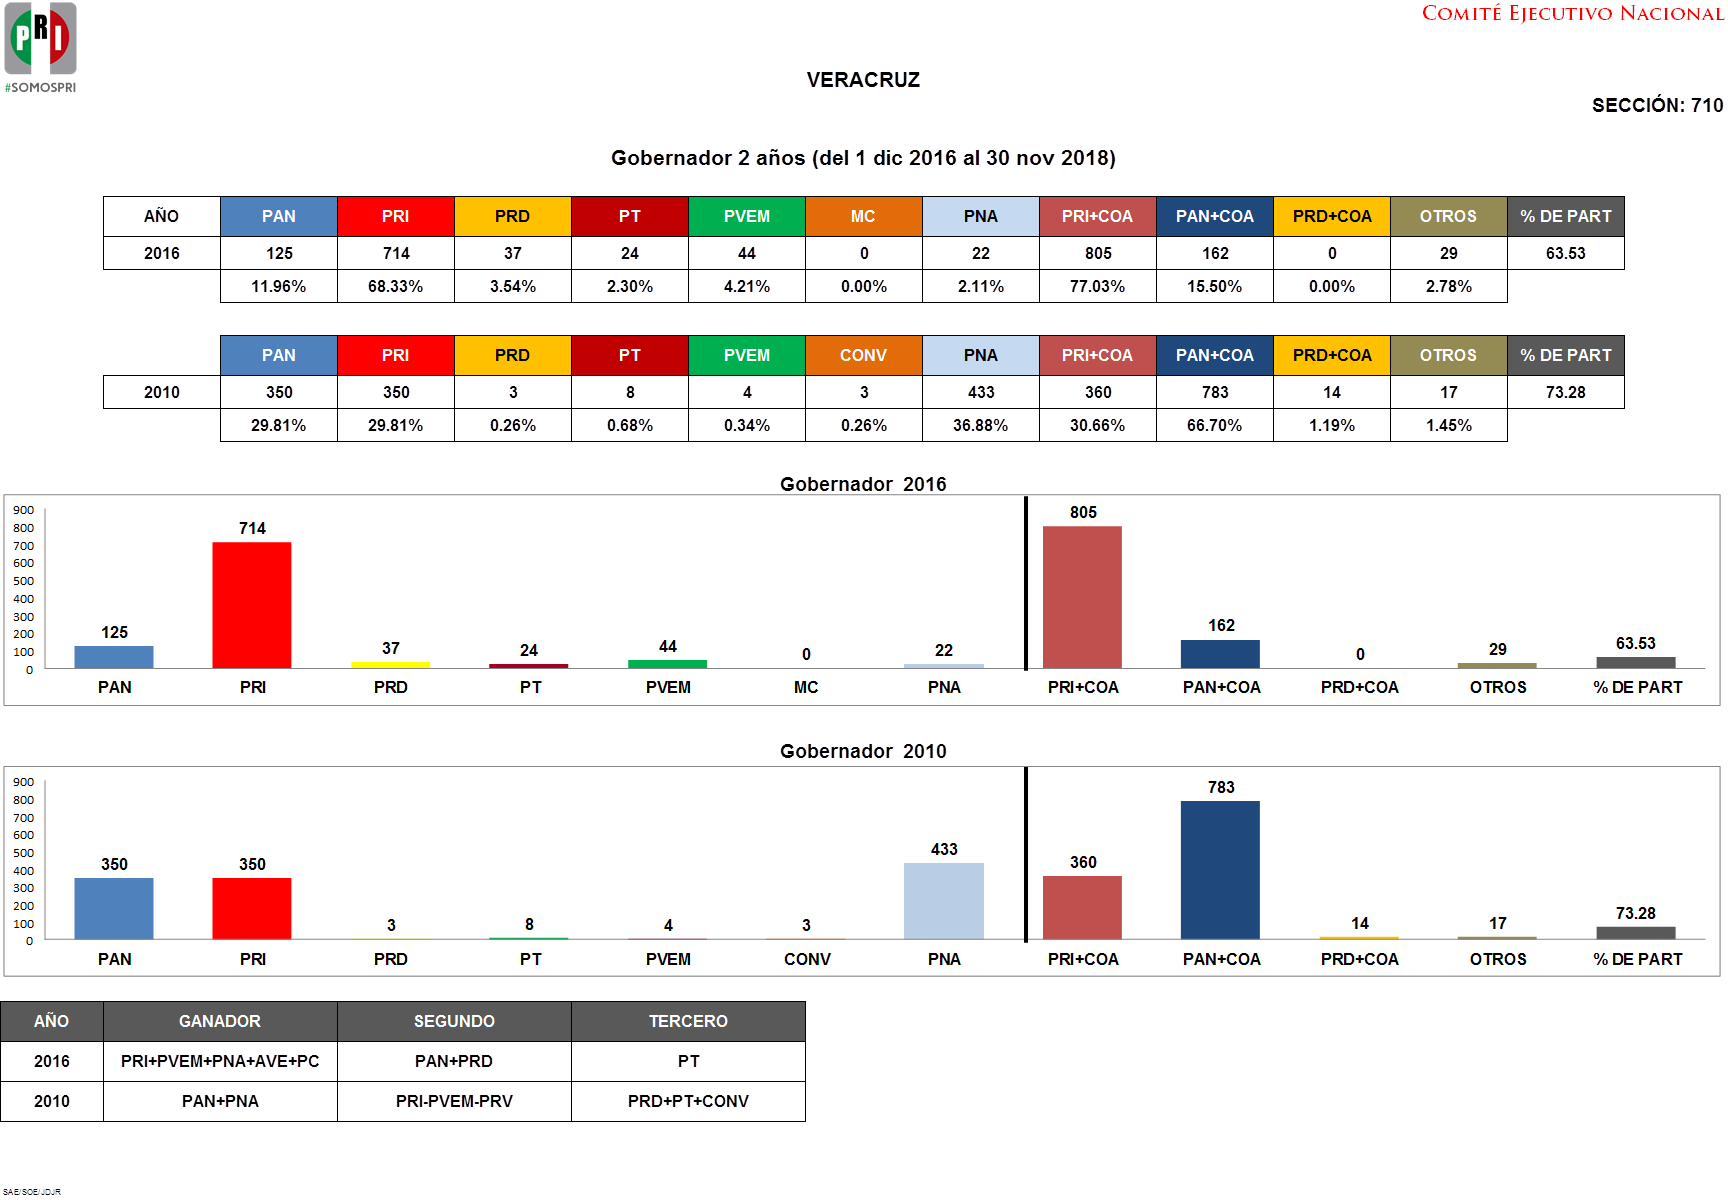 PRI
#SOMOSPRI
COMITÉ EJECUTIVO NACIONAL
VERACRUZ
SECCIÓN: 710
Gobernador 2 años (del 1 dic 2016 al 30 nov 2018)
AÑO PAN PRI PRD PT PVEM MC PNA PRI+COA PAN+COA PRD+COA OTROS % DE PART
2016 125 714 37 24 44 0 22 805 162 0 29 63.53
11.96% 68.33% 3.54% 2.30% 4.21% 0.00% 2.11% 77.03% 15.50% 0.00% 2.78%
PAN PRI PRD PT PVEM CONV PNA PRI+COA PAN+COA PRD+COA OTROS % DE PART
2010 350 350 3 8 4 3 433 360 783 14 17 73.28
29.81% 29.81% 0.26% 0.68% 0.34% 0.26% 36.88% 30.66% 66.70% 1.19% 1.45%
Gobernador 2016
900
800
700
600
500
400
300
200
100
0
125 714 37 24 44 0 22 805 162 0 29 63.53
PAN PRI PRD PT PVEM MC PNA PRI+COA PAN+COA PRD+COA OTROS % DE PART
Gobernador 2010
900
800
700
600
500
400
300
200
100
0
350 350 3 8 4 3 433 360 783 14 17 73.28
PAN PRI PRD PT PVEM CONV PNA PRI+COA PAN+COA PRD+COA OTROS % DE PART
AÑO GANADOR SEGUNDO TERCERO
2016 PRI+PVEM+PNA+AVE+PC PAN+PRD PT
2010 PAN+PNA PRI-PVEM-PRV PRD+PT+CONV
SAE/SOE/JDJR